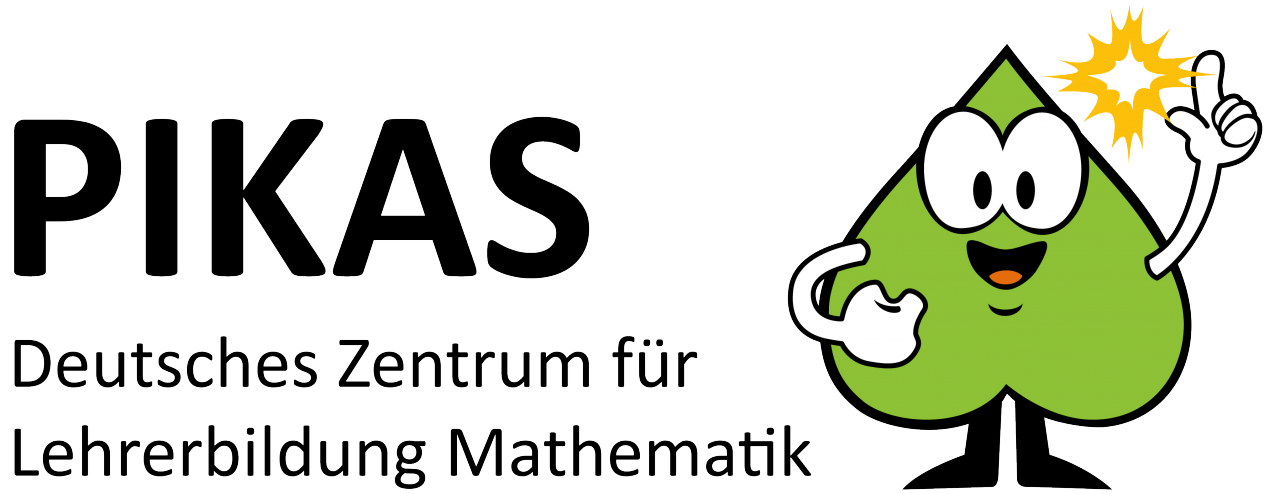 PIKAS
Deutsches Zentrum für
Lehrerbildung Mathematik